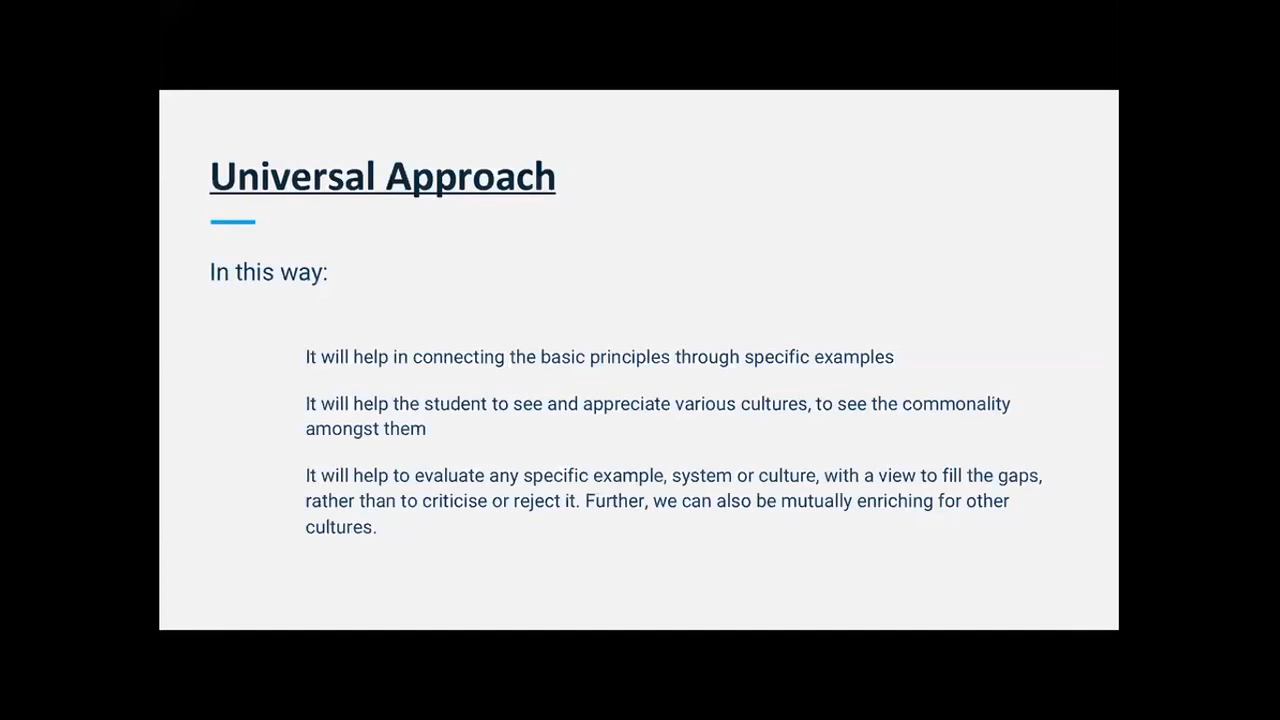 Universal Approach
In this way:
It will help in connecting the basic principles through specific examples
It will help the student to see and appreciate various cultures, to see the commonality
amongst them
It will help to evaluate any specific example, system or culture, with a view to fill the gaps,
rather than to criticise or reject it. Further, we can also be mutually enriching for other
cultures.